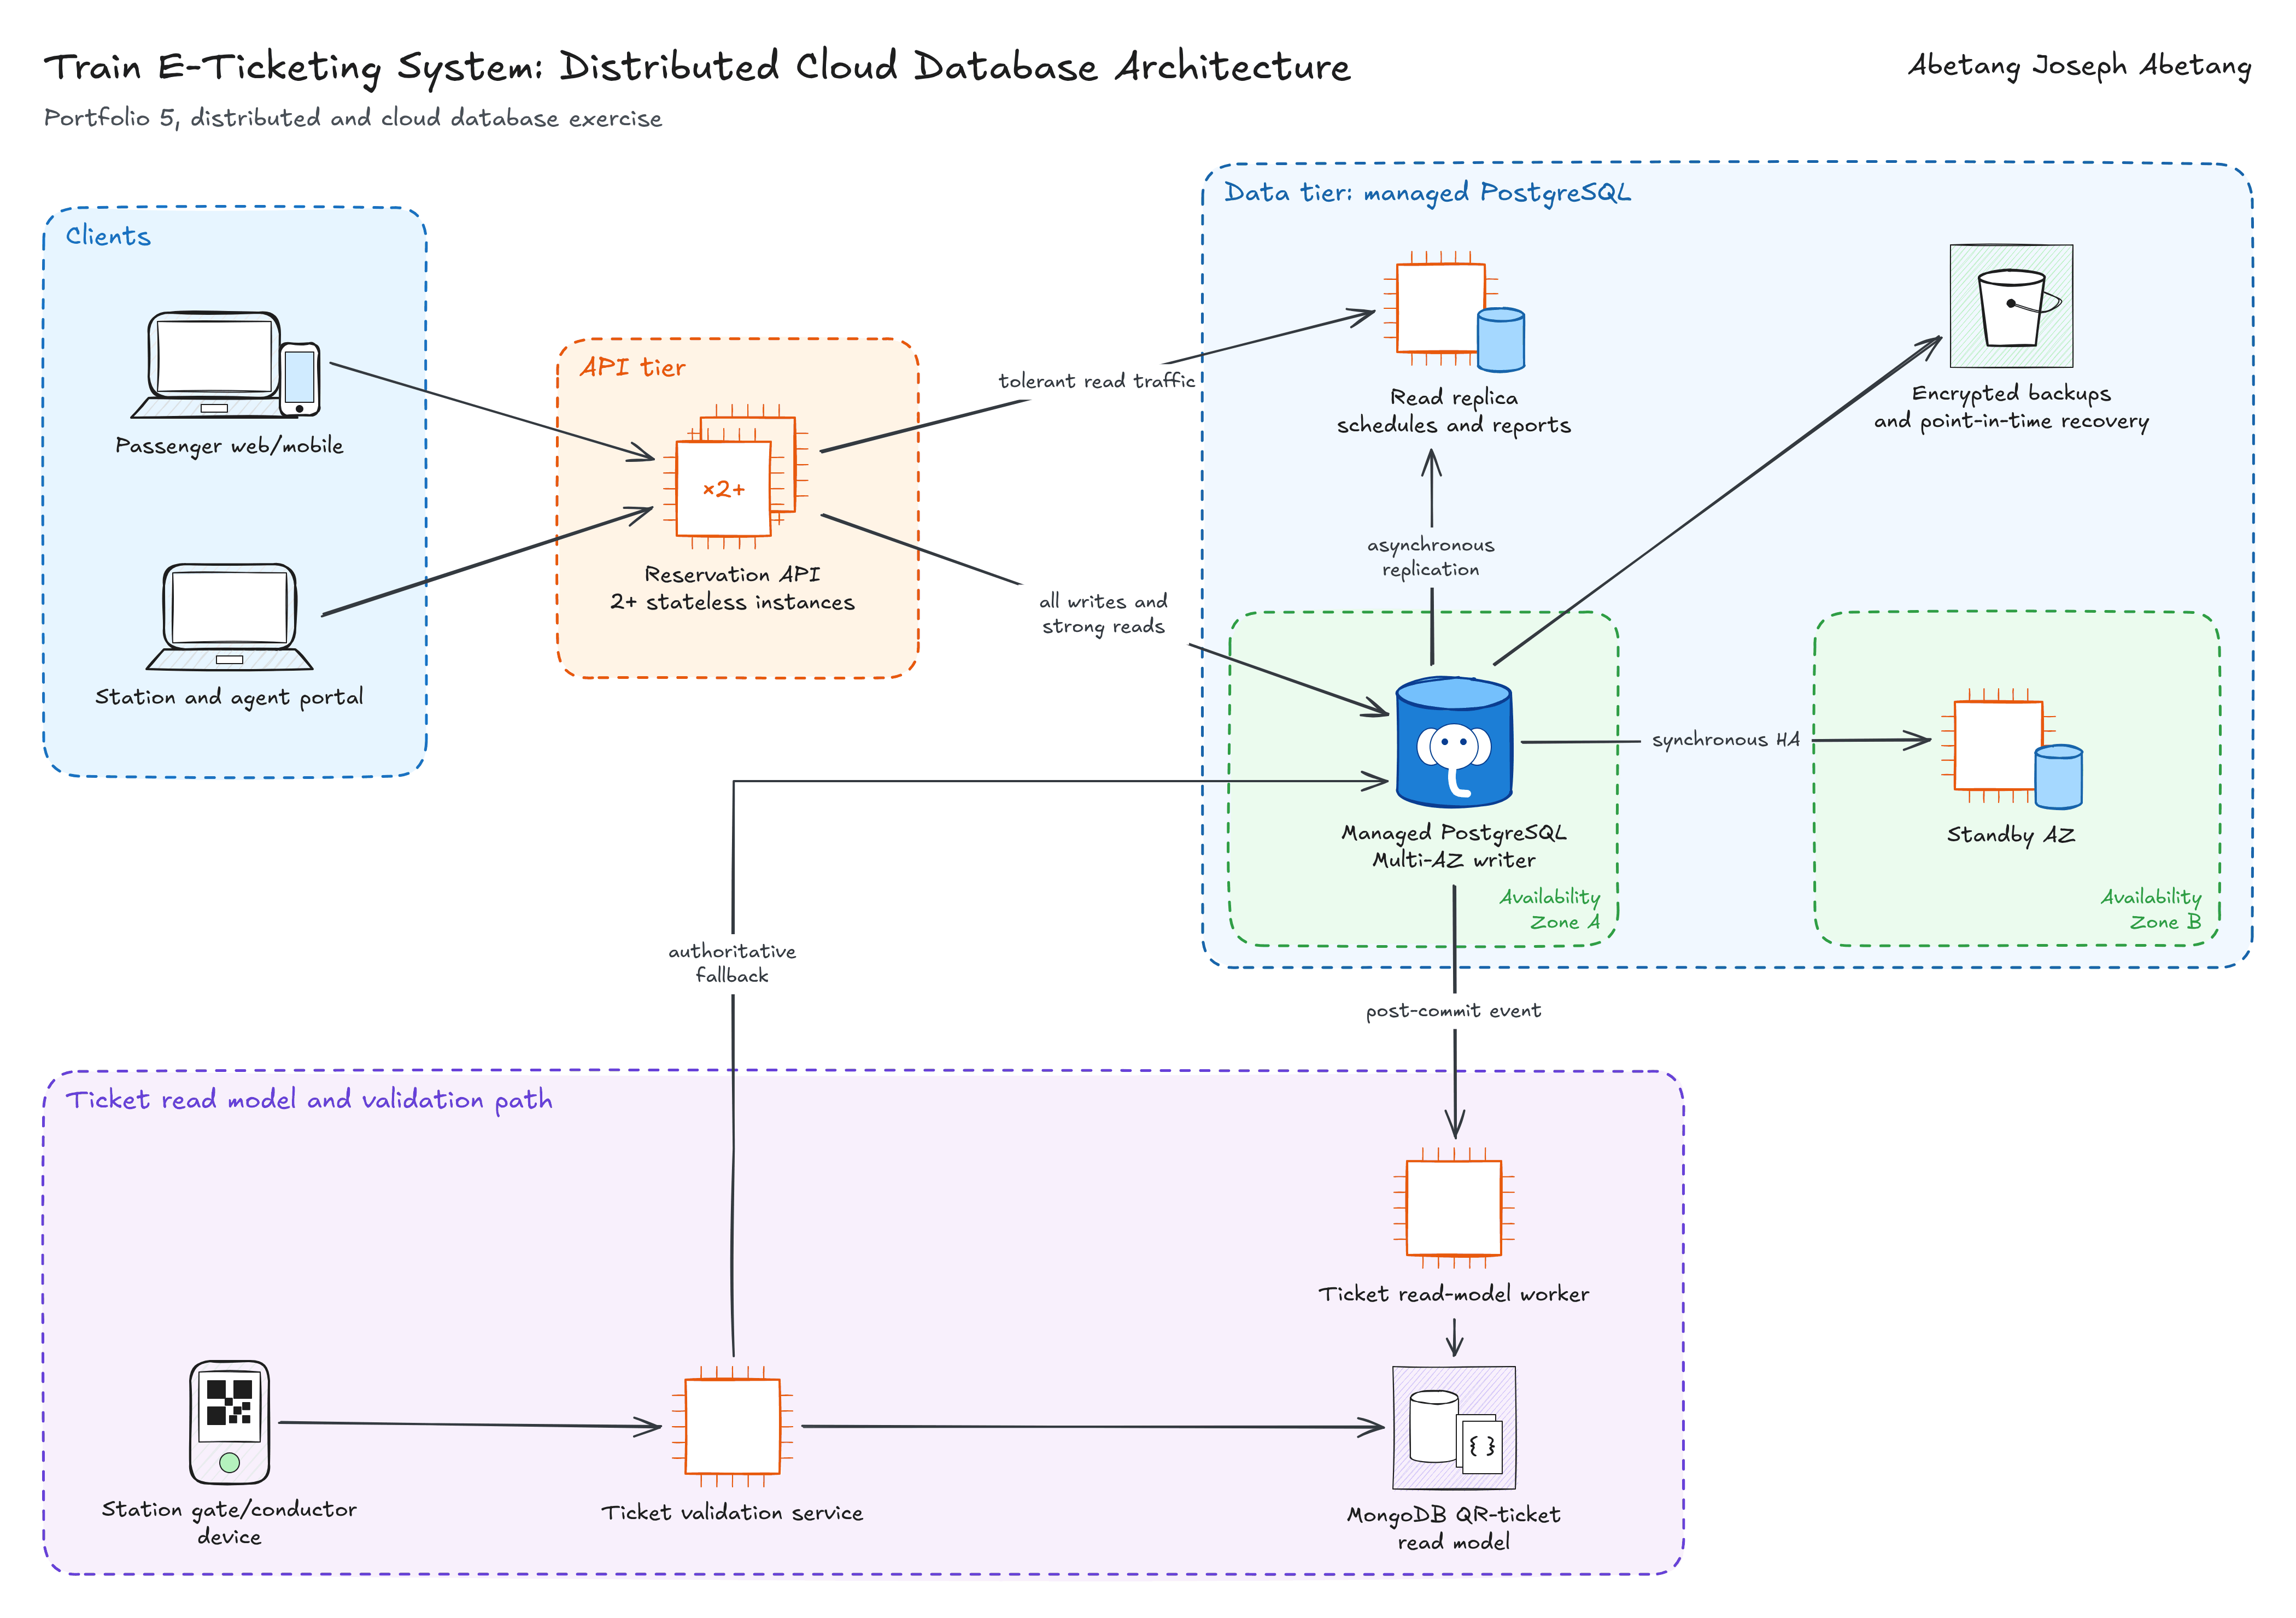 Train E-Ticketing System: Distributed Cloud Database Architecture
Abetang Joseph Abetang
Portfolio 5, distributed and cloud database exercise
Clients
Passenger web/mobile
Station and agent portal
API tier
×2+
Reservation API
2+ stateless instances
tolerant read traffic
all writes and
strong reads
Data tier: managed PostgreSQL
Read replica
schedules and reports
Encrypted backups
and point-in-time recovery
asynchronous
replication
Managed PostgreSQL
Multi-AZ writer
Availability
Zone A
synchronous HA
Standby AZ
Availability
Zone B
authoritative
fallback
post-commit event
Ticket read model and validation path
Ticket read-model worker
Station gate/conductor
device
Ticket validation service
{ }
MongoDB QR-ticket
read model